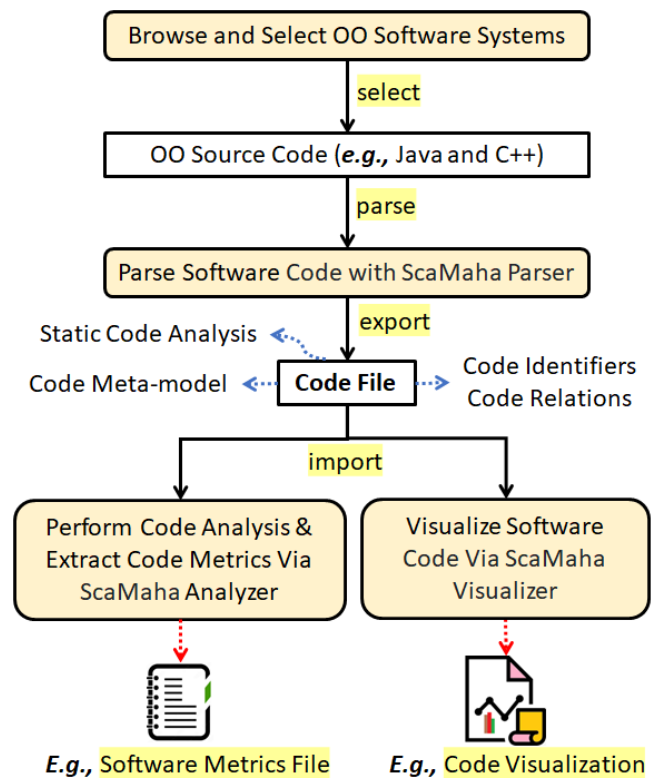 Browse and Select OO Software Systems
select
OO Source Code (e.g., Java and C++)
parse
Parse Software Code with ScaMaha Parser
export
Static Code Analysis
Code Meta-model
Code File
Code Identifiers
Code Relations
import
Perform Code Analysis &
Extract Code Metrics Via
ScaMaha Analyzer
Visualize Software
Code Via ScaMaha
Visualizer
E.g., Software Metrics File
E.g., Code Visualization